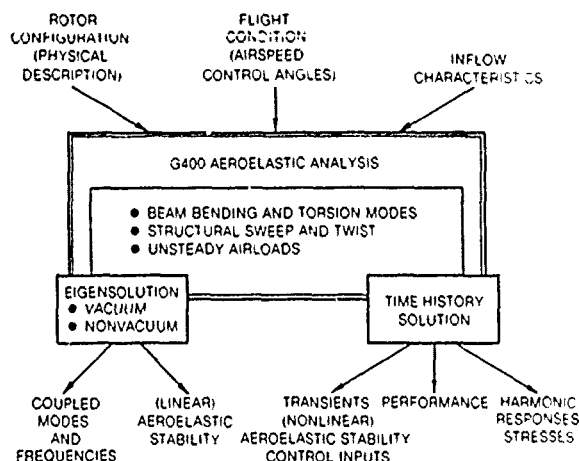 ROTOR
CONFIGURATION
(PHYSICAL
DESCRIPTION)
FLIGHT
CONDITION
(AIRSPEED
CONTROL ANGLES)
INFLOW
CHARACTERISTICS
G400 AEROELASTIC ANALYSIS
● BEAM BENDING AND TORSION MODES
● STRUCTURAL SWEEP AND TWIST
● UNSTEADY AIRLOADS
EIGENSOLUTION
● VACUUM
● NONVACUUM
TIME HISTORY
SOLUTION
COUPLED
MODES
AND
FREQUENCIES
(LINEAR)
AEROELASTIC
STABILITY
TRANSIENTS
(NONLINEAR)
AEROELASTIC STABILITY
CONTROL INPUTS
PERFORMANCE
HARMONIC
RESPONSES
STRESSES